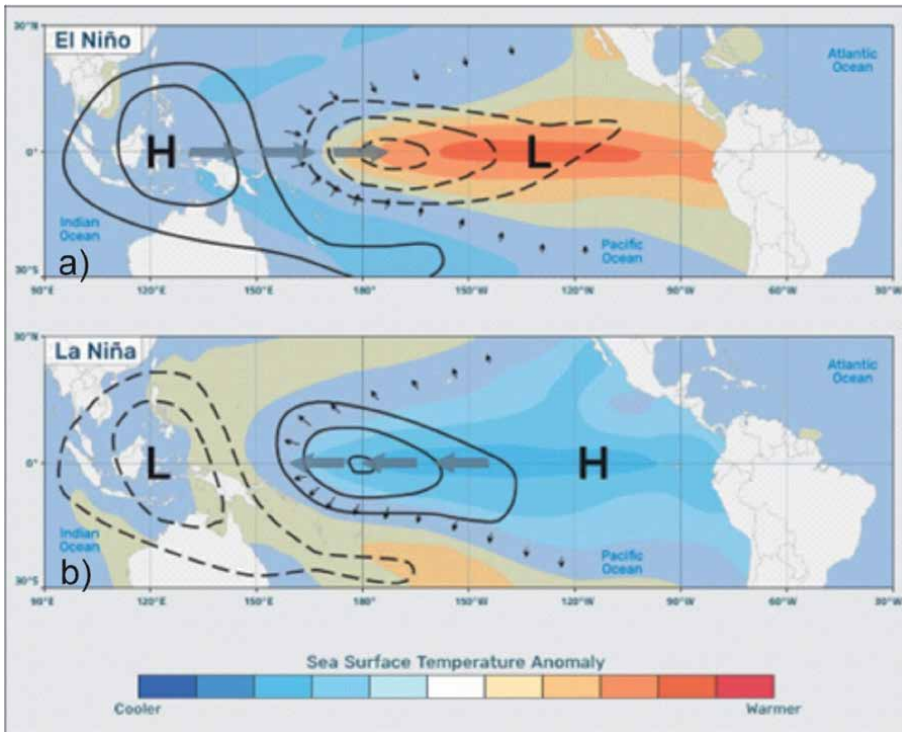 30°N
El Niño
Atlantic
Ocean
H
L
0°
Indian
Ocean
Pacific
Ocean
a)
30°S
90°E 120°E 150°E 180° 150°W 120°W 90°W 60°W 30°W
30°N
La Niña
Atlantic
Ocean
L
H
0°
Indian
Ocean
Pacific
Ocean
b)
30°S
90°E 120°E 150°E 180° 150°W 120°W 90°W 60°W 30°W
Sea Surface Temperature Anomaly
Cooler Warmer